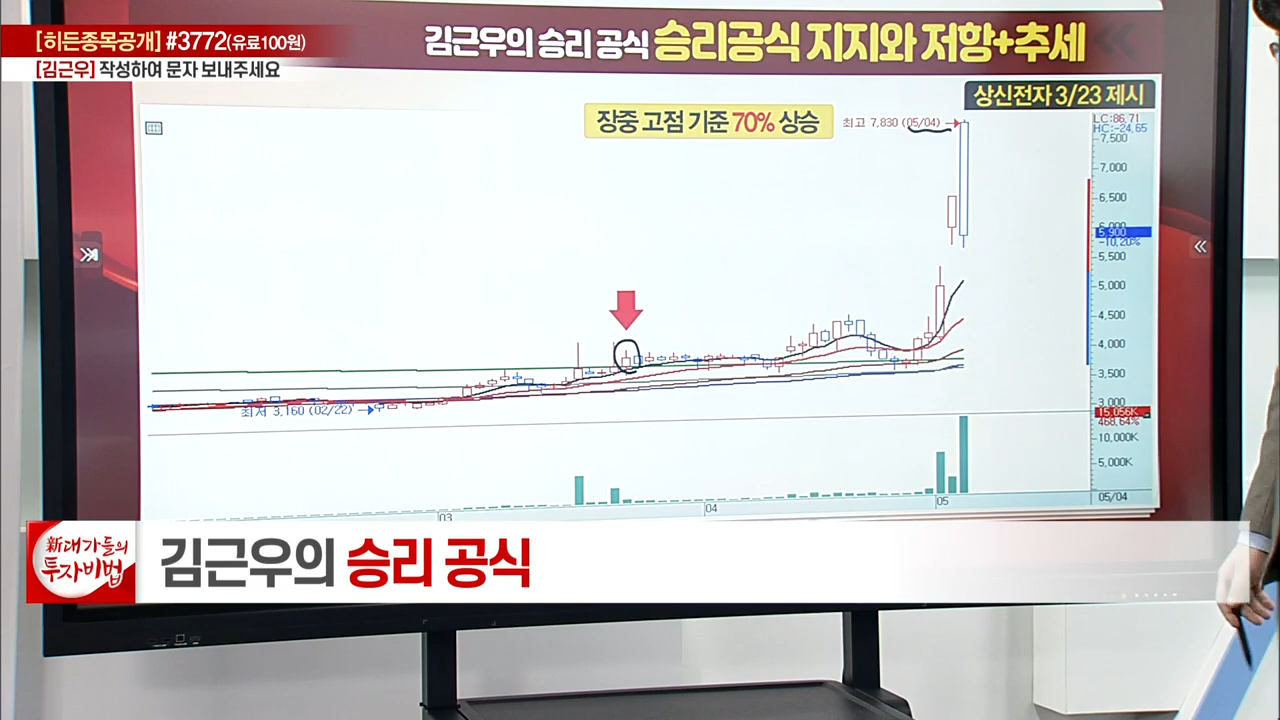 [히든종목공개] #3772(유료100원)
[김근우] 작성하여 문자 보내주세요
김근우의 승리 공식 승리공식 지지와 저항+추세
상신전자 3/23 제시
장중 고점 기준 70% 상승
최고 7,830 (05/04)
LC:86.71
HC:-24.65
7,500
7,000
6,500
6,000
5,900
-10.20%
5,500
5,000
4,500
4,000
3,500
3,000
최저 3,160 (02/22)
15,056K
468.64%
10,000K
5,000K
03
04
05
05/04
新대가들의
투자비법
김근우의 승리 공식